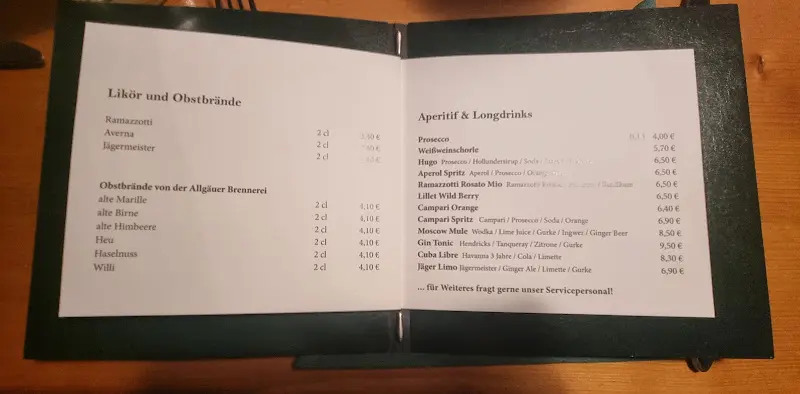 Likör und Obstbrände
Ramazzotti 2 cl
Averna 2 cl
Jägermeister 2 cl
Obstbrände von der Allgäuer Brennerei
alte Marille 2 cl 4,10 €
alte Birne 2 cl 4,10 €
alte Himbeere 2 cl 4,10 €
Heu 2 cl 4,10 €
Haselnuss 2 cl 4,10 €
Willi 2 cl 4,10 €
Aperitif & Longdrinks
Prosecco 0,1 l 4,00 €
Weißweinschorle 5,70 €
Hugo Prosecco / Hollundersirup / Soda / 6,50 €
Aperol Spritz Aperol / Prosecco / 6,50 €
Ramazzotti Rosato Mio Ramazzotti 6,50 €
Lillet Wild Berry 6,50 €
Campari Orange 6,40 €
Campari Spritz Campari / Prosecco / Soda / Orange 6,90 €
Moscow Mule Wodka / Lime Juice / Gurke / Ingwer / Ginger Beer 8,50 €
Gin Tonic Hendricks / Tanqueray / Zitrone / Gurke 9,50 €
Cuba Libre Havanna 3 Jahre / Cola / Limette 8,30 €
Jäger Limo Jägermeister / Ginger Ale / Limette / Gurke 6,90 €
... für Weiteres fragt gerne unser Servicepersonal!